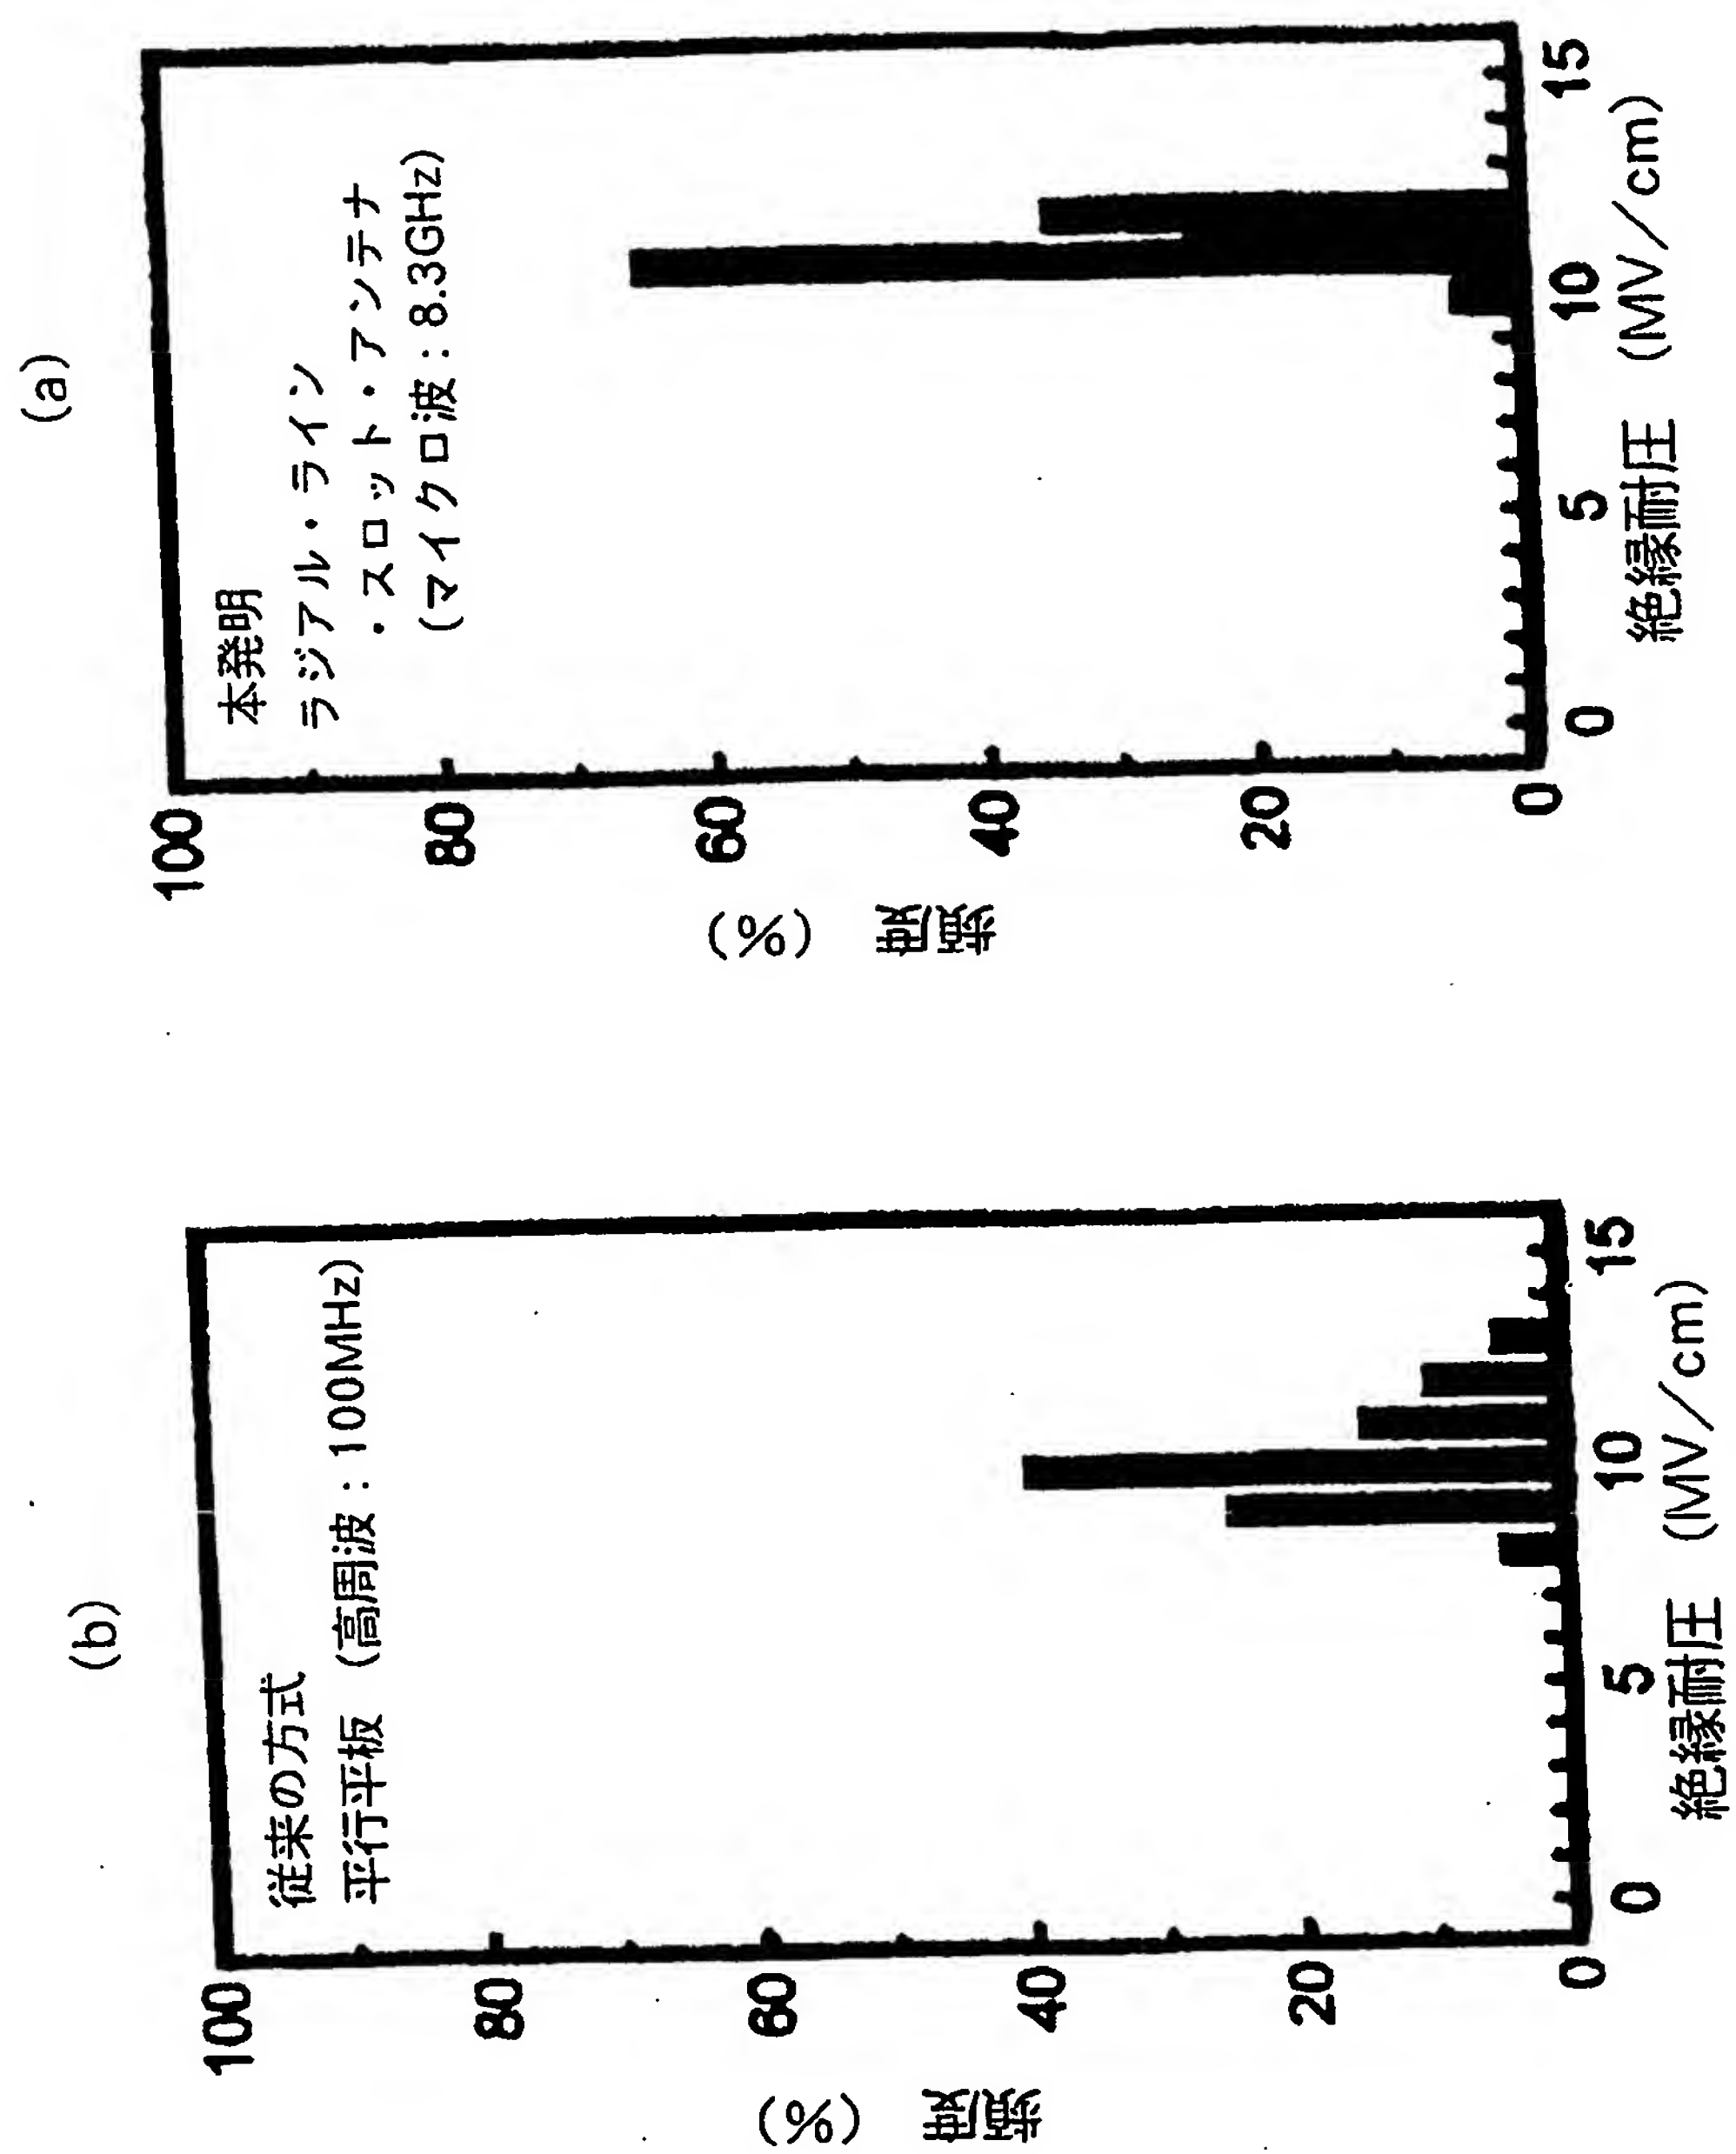 (a)
本発明
ラジアル・ライン
・スロット・アンテナ
(マイクロ波：8.3GHz)
100
80
60
40
20
0
頻度 (%)
0 5 10 15
絶縁耐圧 (MV/cm)
(b)
従来の方式
平行平板 (高周波：100MHz)
100
80
60
40
20
0
頻度 (%)
0 5 10 15
絶縁耐圧 (MV/cm)